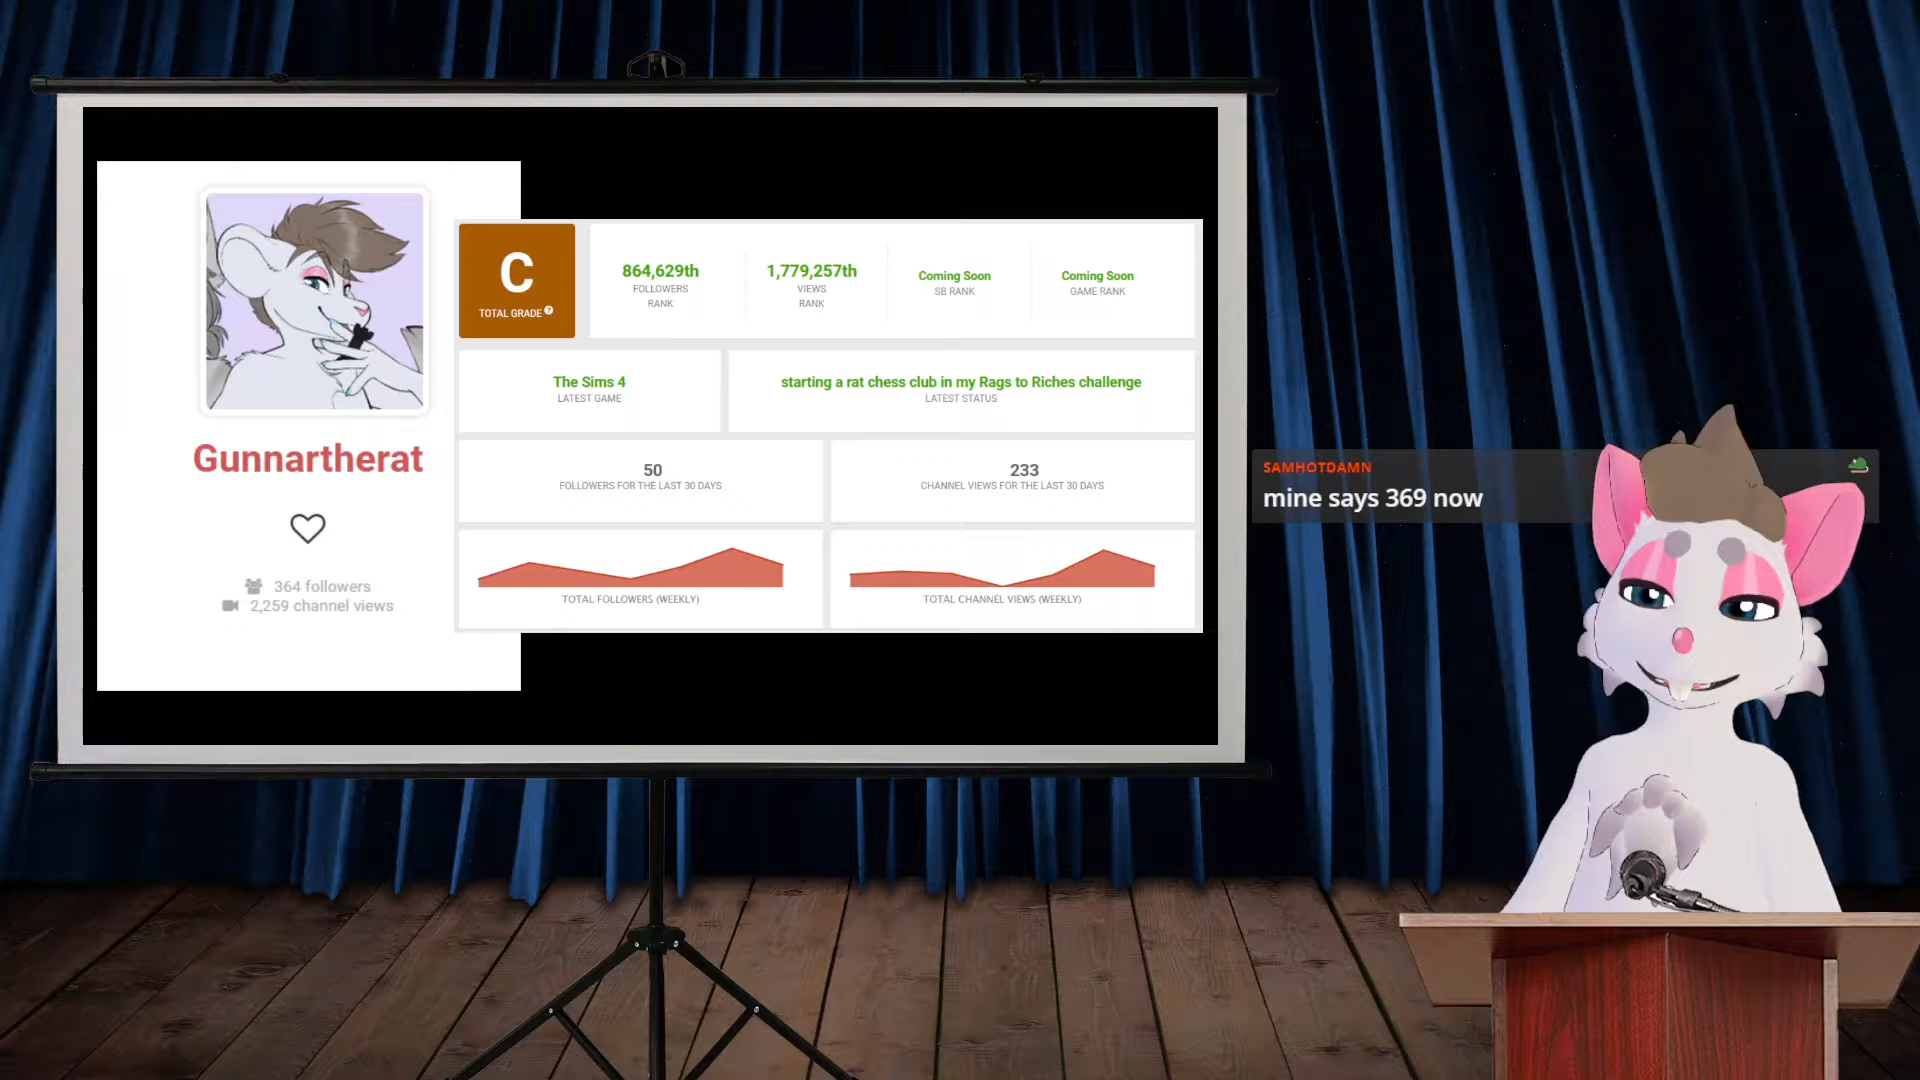 Gunnartherat
364 followers
2,259 channel views
C
TOTAL GRADE ?
864,629th
FOLLOWERS
RANK
1,779,257th
VIEWS
RANK
Coming Soon
SB RANK
Coming Soon
GAME RANK
The Sims 4
LATEST GAME
starting a rat chess club in my Rags to Riches challenge
LATEST STATUS
50
FOLLOWERS FOR THE LAST 30 DAYS
233
CHANNEL VIEWS FOR THE LAST 30 DAYS
TOTAL FOLLOWERS (WEEKLY)
TOTAL CHANNEL VIEWS (WEEKLY)
SAMHOTDAMN
mine says 369 now